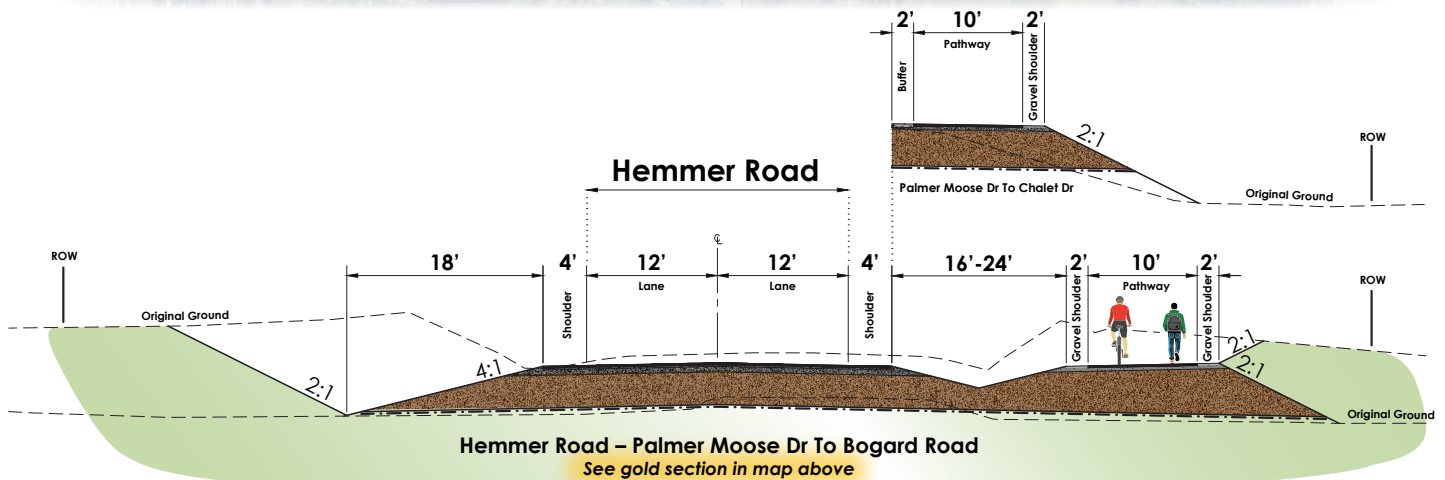 2’ 10’ 2’
Pathway
Buffer
Gravel Shoulder
2:1
ROW
Hemmer Road
Palmer Moose Dr To Chalet Dr
Original Ground
℄
ROW
18’ 4’ 12’ 12’ 4’ 16’-24’ 2’ 10’ 2’
Lane Lane Pathway
ROW
Shoulder
Shoulder
Gravel Shoulder
Gravel Shoulder
Original Ground
2:1
4:1
2:1
2:1
Original Ground
Hemmer Road – Palmer Moose Dr To Bogard Road
See gold section in map above